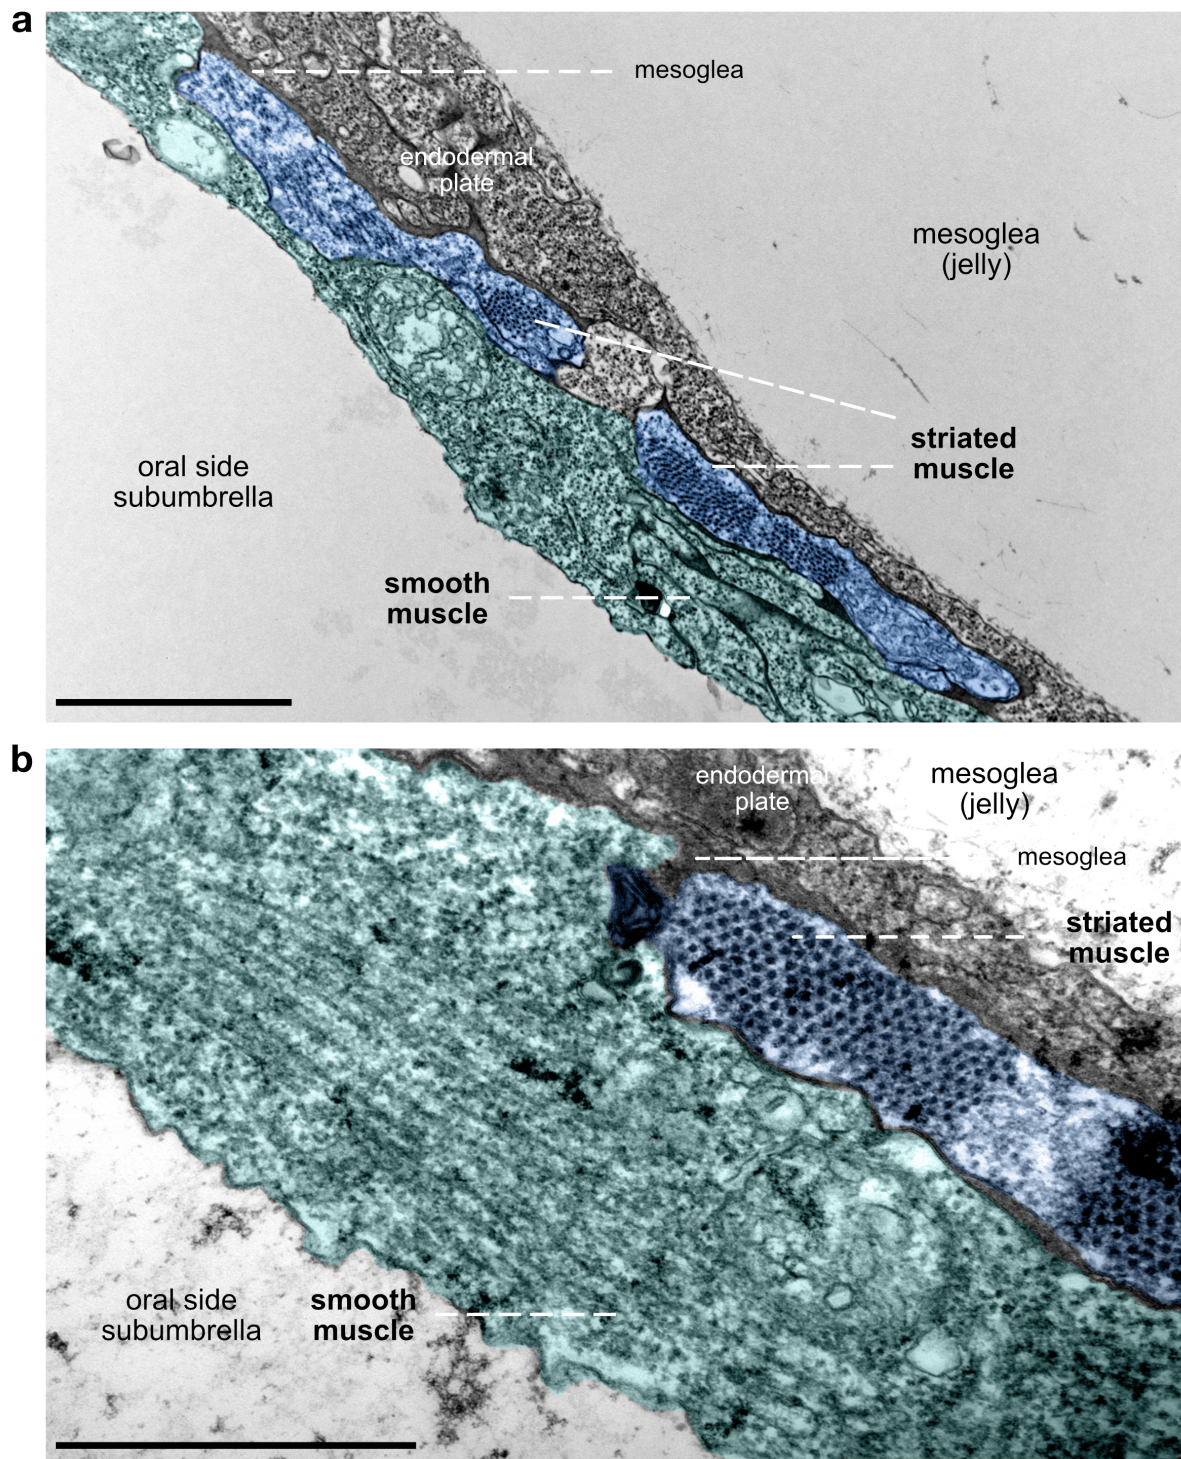 a
mesoglea
endodermal
plate
mesoglea
(jelly)
striated
muscle
oral side
subumbrella
smooth
muscle
b
endodermal
plate
mesoglea
(jelly)
mesoglea
striated
muscle
oral side
subumbrella
smooth
muscle